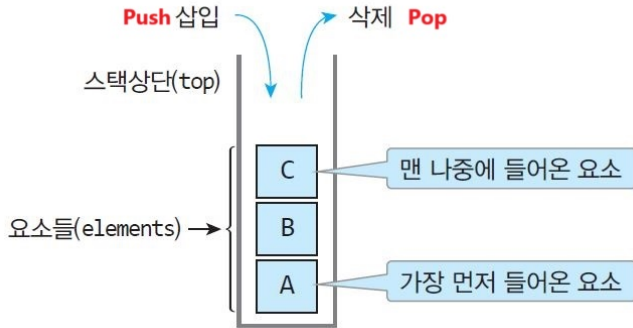 Push 삽입
삭제 Pop
스택상단(top)
C
맨 나중에 들어온 요소
요소들(elements)
B
A
가장 먼저 들어온 요소